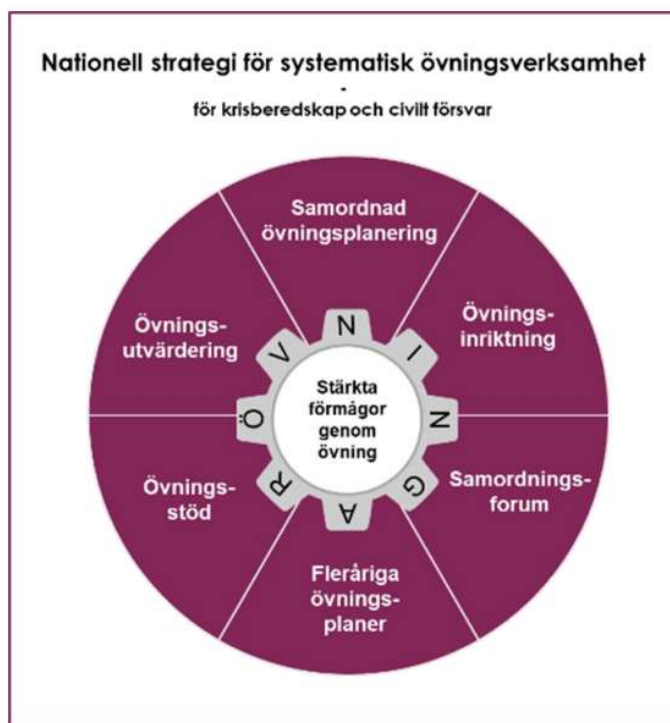 Nationell strategi för systematisk övningsverksamhet
-
för krisberedskap och civilt försvar
Samordnad
övningsplanering
Övnings-
inriktning
Samordnings-
forum
Fleråriga
övnings-
planer
Övnings-
stöd
Övnings-
utvärdering
ÖVNINGAR
Stärkta
förmågor
genom
övning